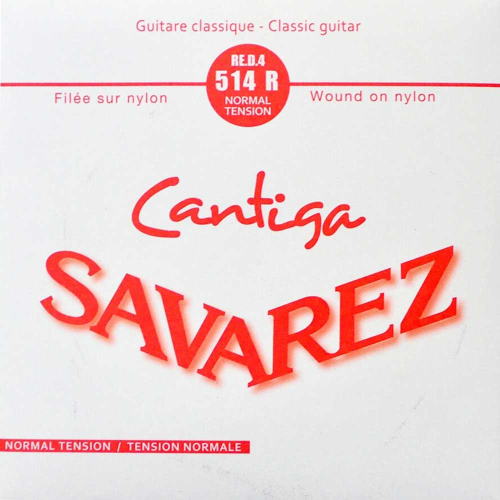 Guitare classique - Classic guitar
RE.D.4
514 R
NORMAL
TENSION
Filée sur nylon
Wound on nylon
Cantiga
SAVAREZ
NORMAL TENSION / TENSION NORMALE